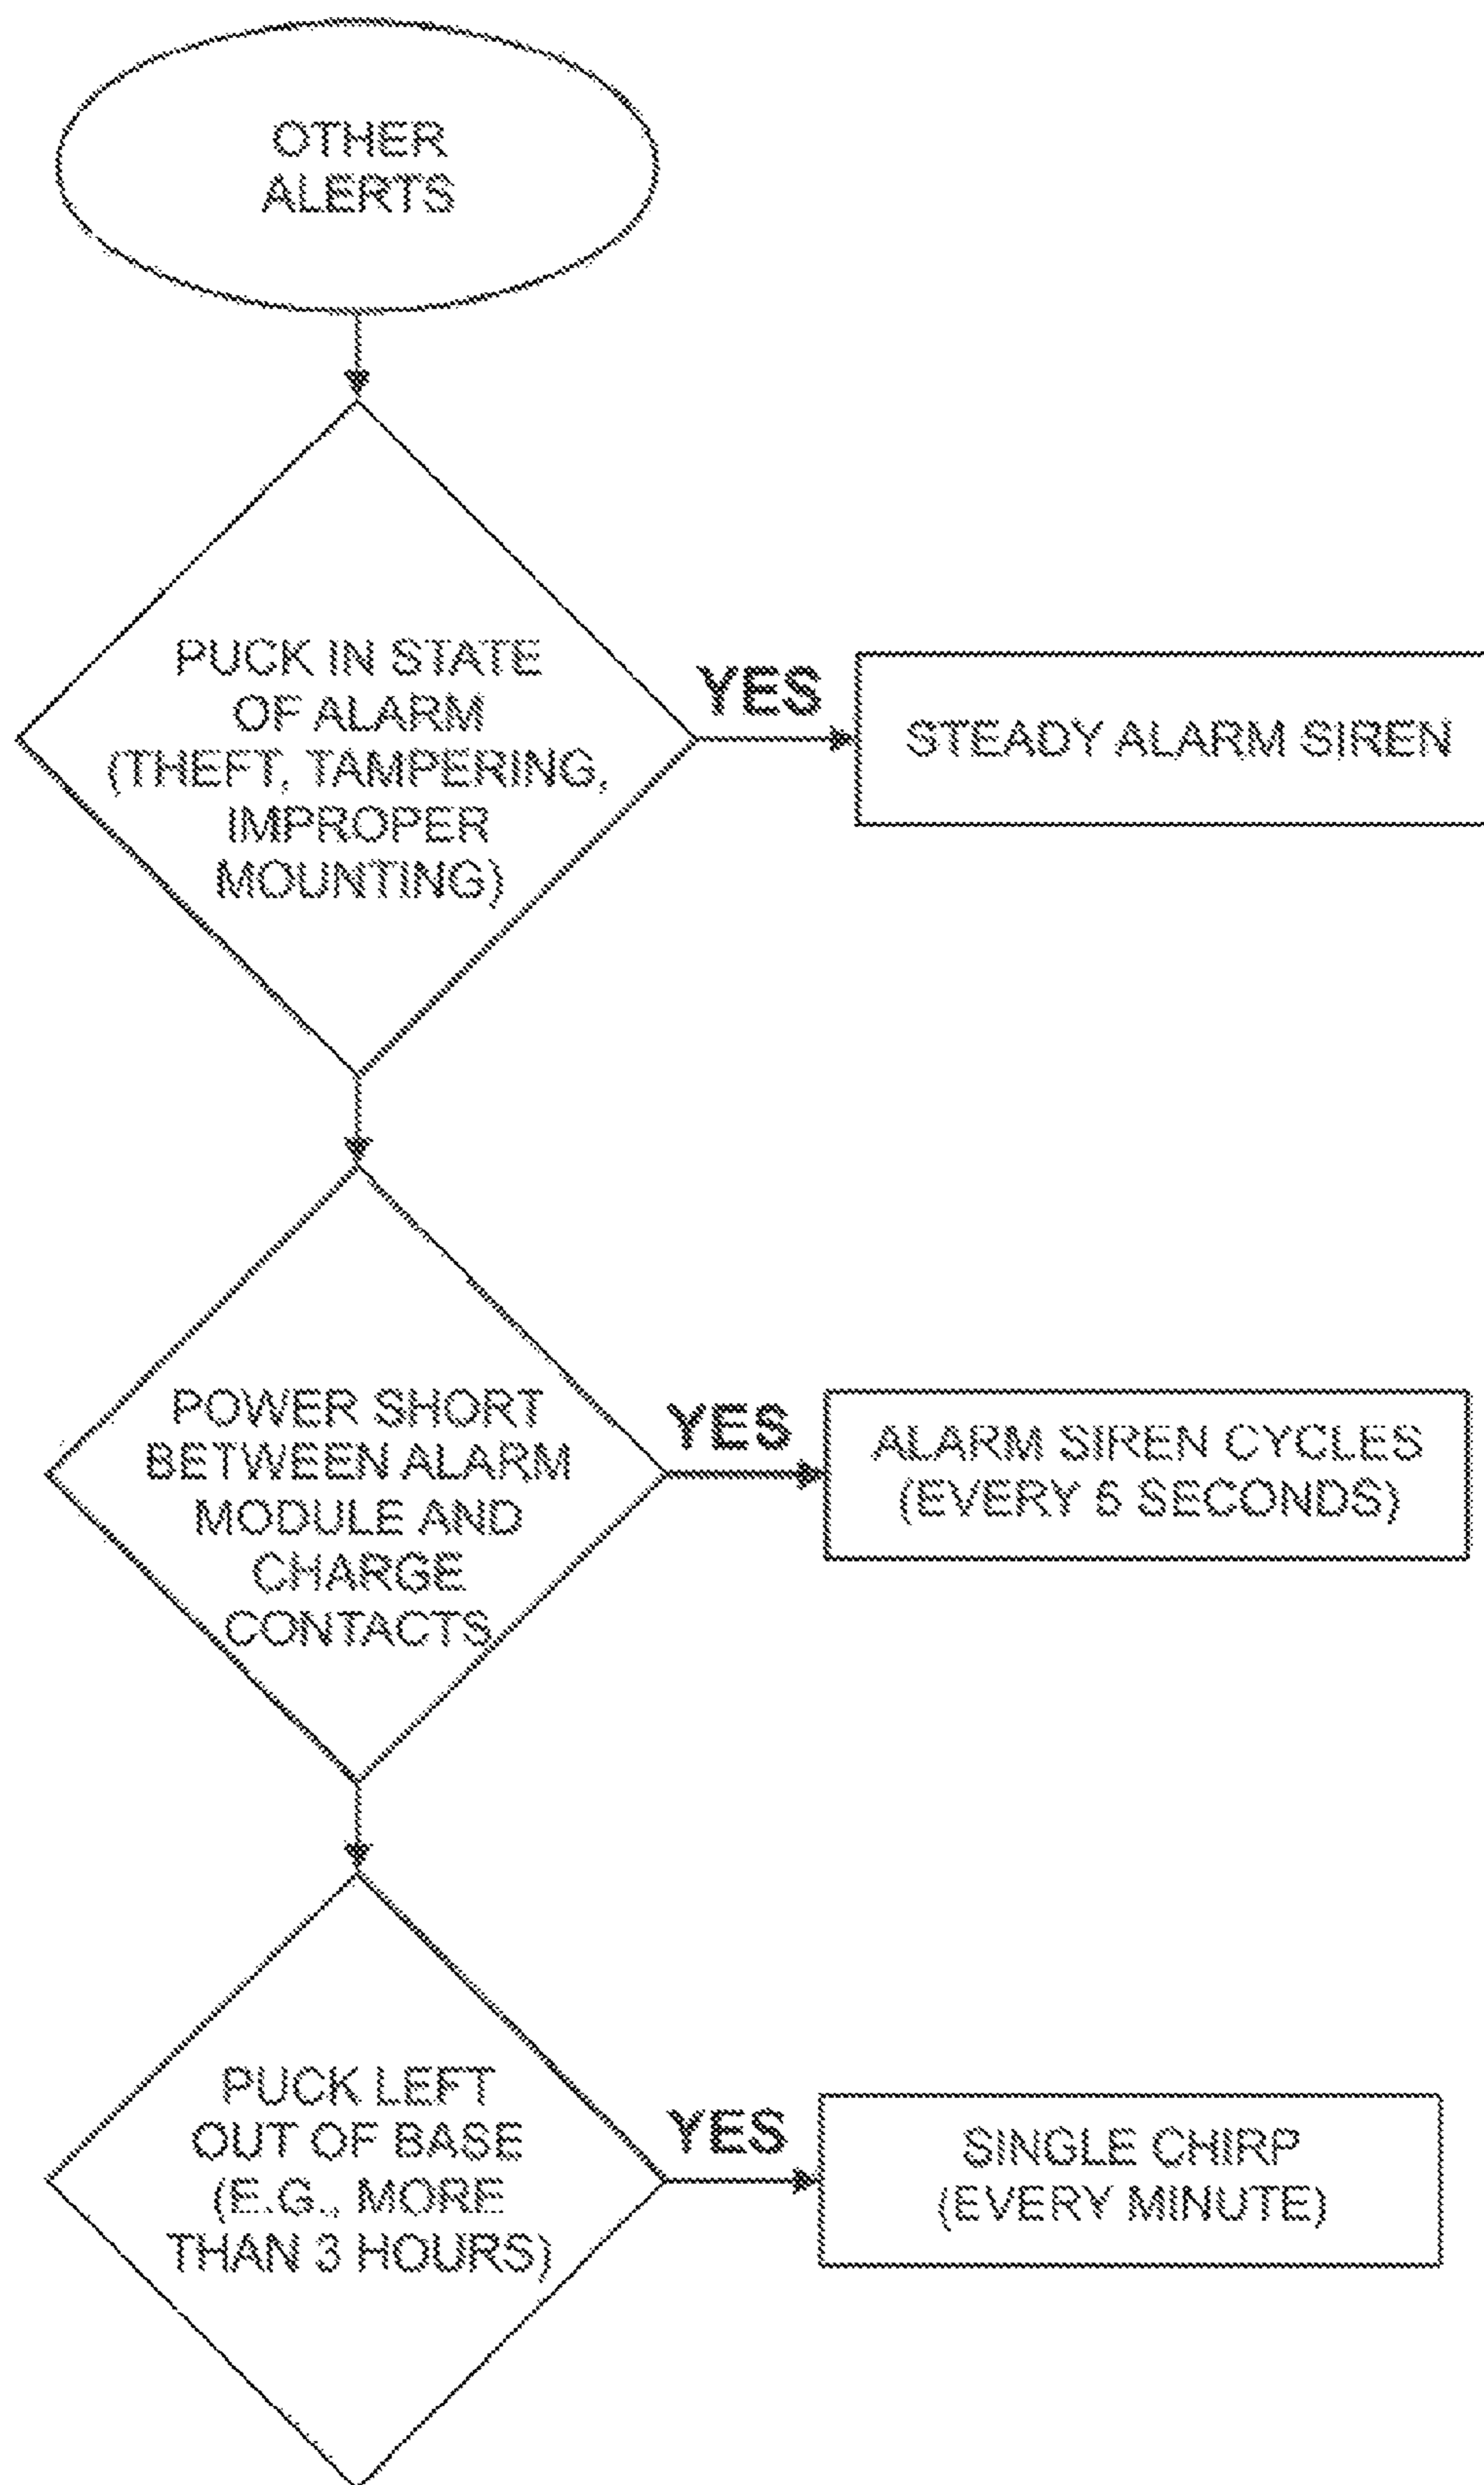 OTHER
ALERTS
PUCK IN STATE
OF ALARM
(THEFT, TAMPERING,
IMPROPER
MOUNTING)
YES
STEADY ALARM SIREN
POWER SHORT
BETWEEN ALARM
MODULE AND
CHARGE
CONTACTS
YES
ALARM SIREN CYCLES
(EVERY 5 SECONDS)
PUCK LEFT
OUT OF BASE
(E.G., MORE
THAN 3 HOURS)
YES
SINGLE CHIRP
(EVERY MINUTE)